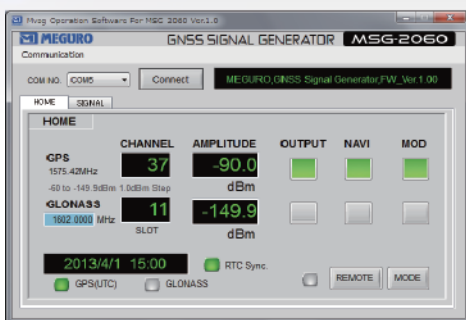 Mvsg Operation Software For MSG 2060 Ver.1.0
MEGURO GNSS SIGNAL GENERATOR MSG-2060
Communication
COM NO. COM5 Connect MEGURO,GNSS Signal Generator,FW_Ver.1.00
HOME SIGNAL
HOME
CHANNEL AMPLITUDE OUTPUT NAVI MOD
GPS 37 -90.0
1575.42MHz
-60 to -149.9dBm 1.0dBm Step dBm
GLONASS 11 -149.9
1602.0000 MHz
SLOT dBm
2013/4/1 15:00 RTC Sync.
GPS(UTC) GLONASS REMOTE MODE